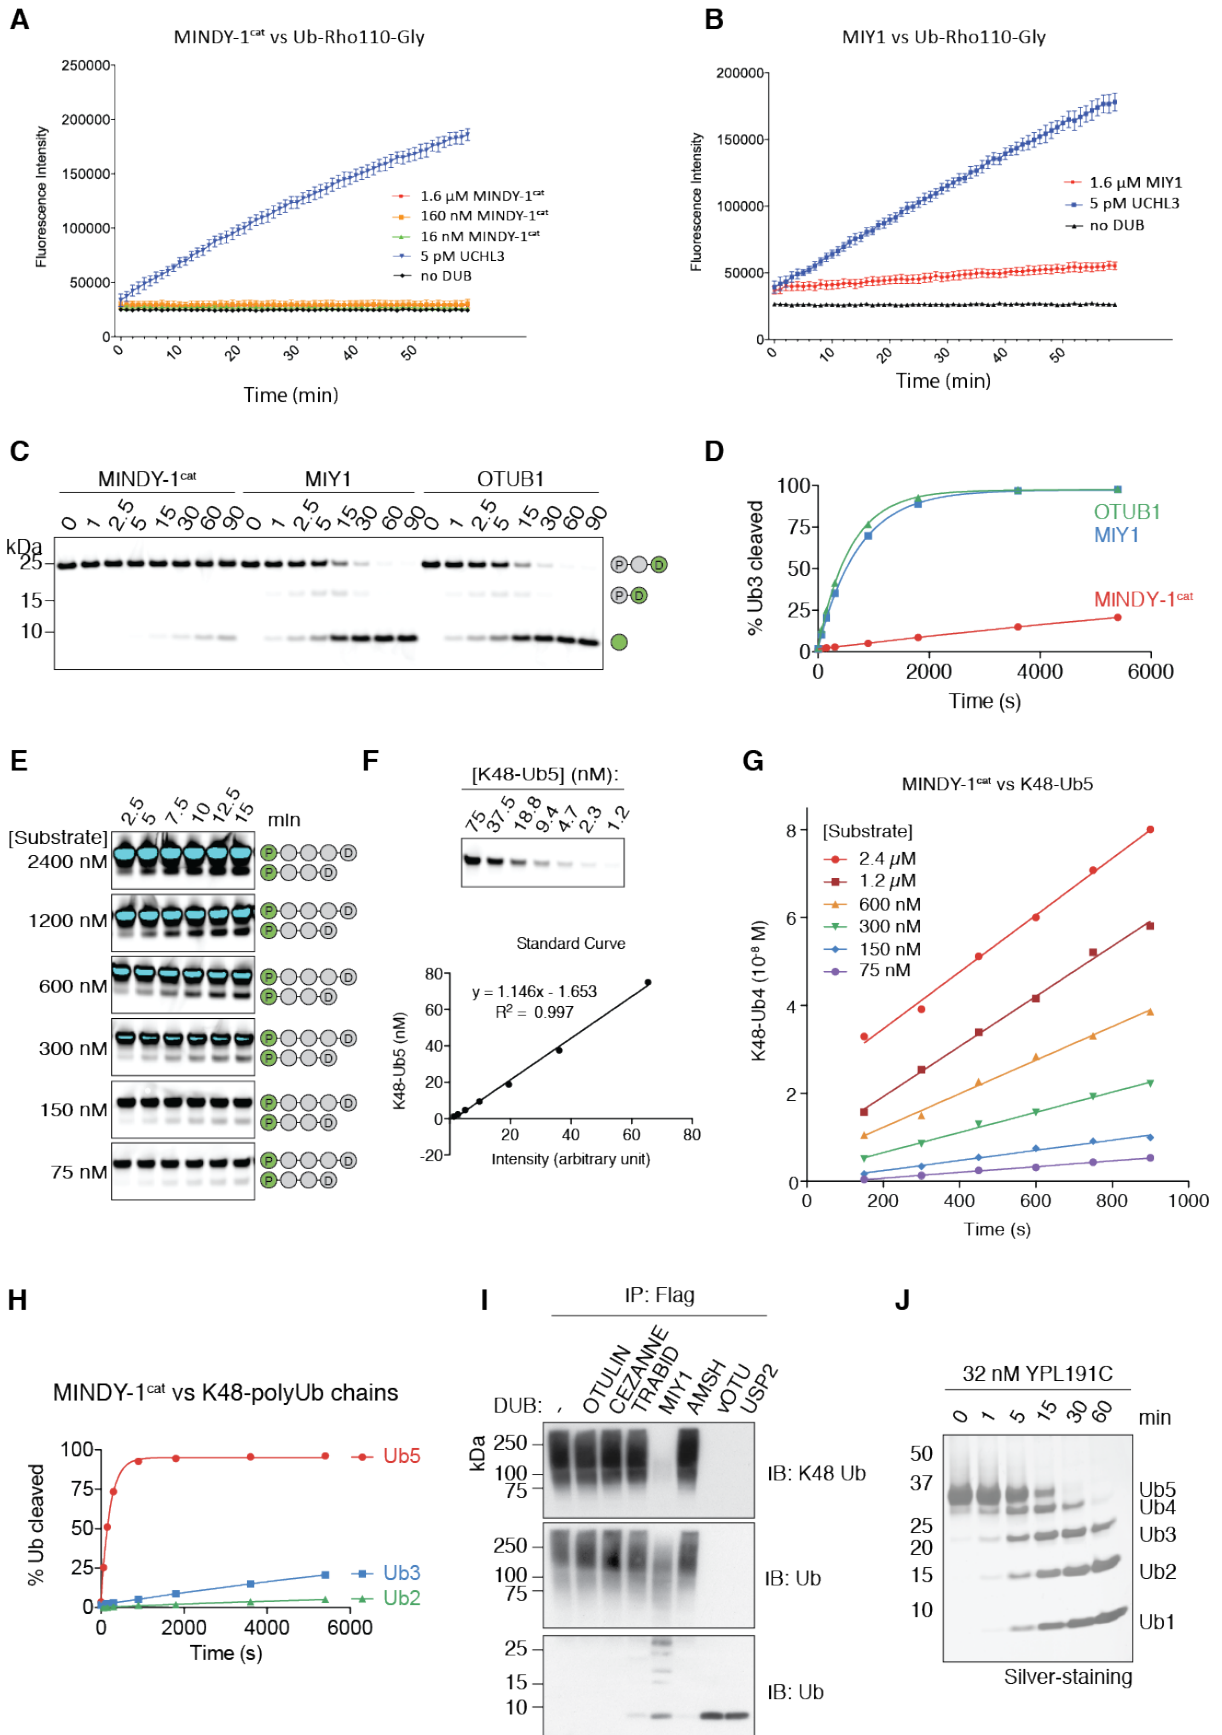 A
MINDY-1cat vs Ub-Rho110-Gly
250000
200000
150000
100000
50000
0
Fluorescence Intensity
1.6 µM MINDY-1cat
160 nM MINDY-1cat
16 nM MINDY-1cat
5 pM UCHL3
no DUB
0 10 20 30 40 50
Time (min)
B
MIY1 vs Ub-Rho110-Gly
200000
150000
100000
50000
0
Fluorescence Intensity
1.6 µM MIY1
5 pM UCHL3
no DUB
0 10 20 30 40 50
Time (min)
C
MINDY-1cat MIY1 OTUB1
0 1 2.5 5 15 30 60 90 0 1 2.5 5 15 30 60 90 0 1 2.5 5 15 30 60 90
kDa
25
15
10
P D
P D
D
100
75
50
25
0
% Ub3 cleaved
OTUB1
MIY1
MINDY-1cat
0 2000 4000 6000
Time (s)
E
2.5 5 7.5 10 12.5 15 min
[Substrate]
2400 nM
P D
P D
1200 nM
P D
P D
600 nM
P D
P D
300 nM
P D
P D
150 nM
P D
P D
75 nM
P D
P D
F
[K48-Ub5] (nM):
75 37.5 18.8 9.4 4.7 2.3 1.2
Standard Curve
y = 1.146x - 1.653
R2 = 0.997
80
60
40
20
0
-20
K48-Ub5 (nM)
20 40 60 80
Intensity (arbitrary unit)
G
MINDY-1cat vs K48-Ub5
[Substrate]
2.4 µM
1.2 µM
600 nM
300 nM
150 nM
75 nM
8
6
4
2
0
K48-Ub4 (10-8 M)
0 200 400 600 800 1000
Time (s)
H
MINDY-1cat vs K48-polyUb chains
100
75
50
25
0
% Ub cleaved
Ub5
Ub3
Ub2
0 2000 4000 6000
Time (s)
I
IP: Flag
DUB: - OTULIN CEZANNE TRABID MIY1 AMSH vOTU USP2
kDa
250
100
75
IB: K48 Ub
250
100
75
IB: Ub
25
15
10
IB: Ub
J
32 nM YPL191C
0 1 5 15 30 60 min
50
37
25
20
15
10
Ub5
Ub4
Ub3
Ub2
Ub1
Silver-staining